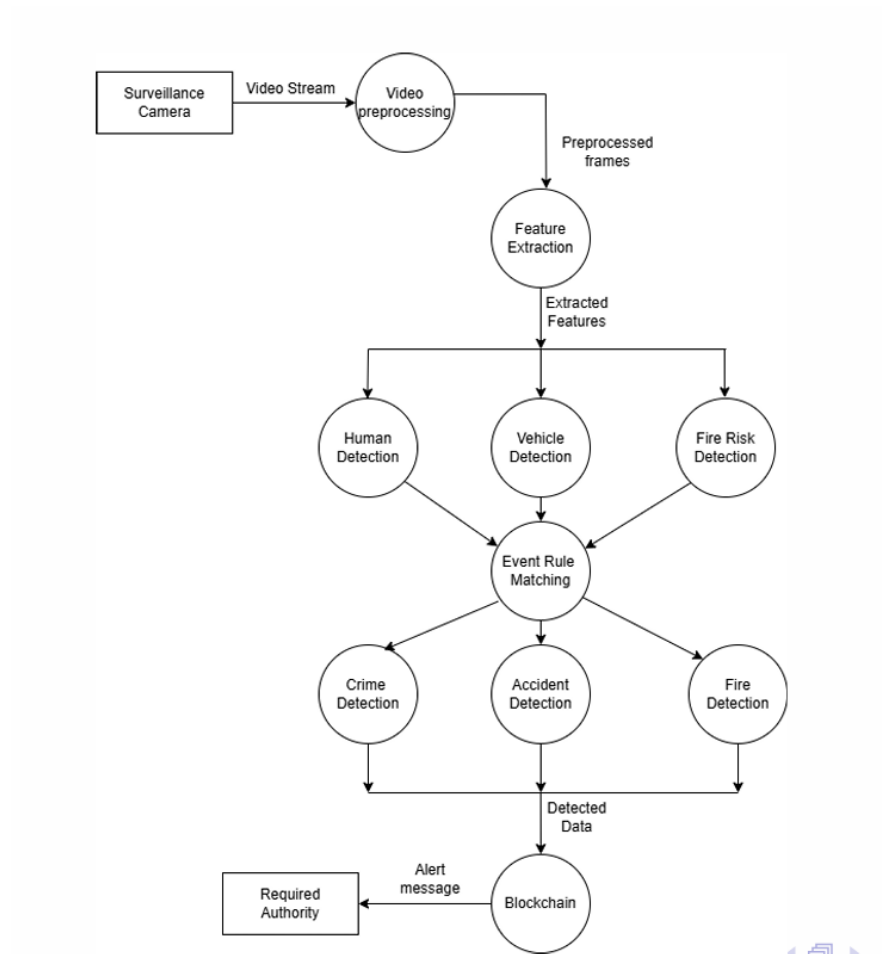 Surveillance
Camera
Video Stream
Video
preprocessing
Preprocessed
frames
Feature
Extraction
Extracted
Features
Human
Detection
Vehicle
Detection
Fire Risk
Detection
Event Rule
Matching
Crime
Detection
Accident
Detection
Fire
Detection
Detected
Data
Alert
message
Required
Authority
Blockchain